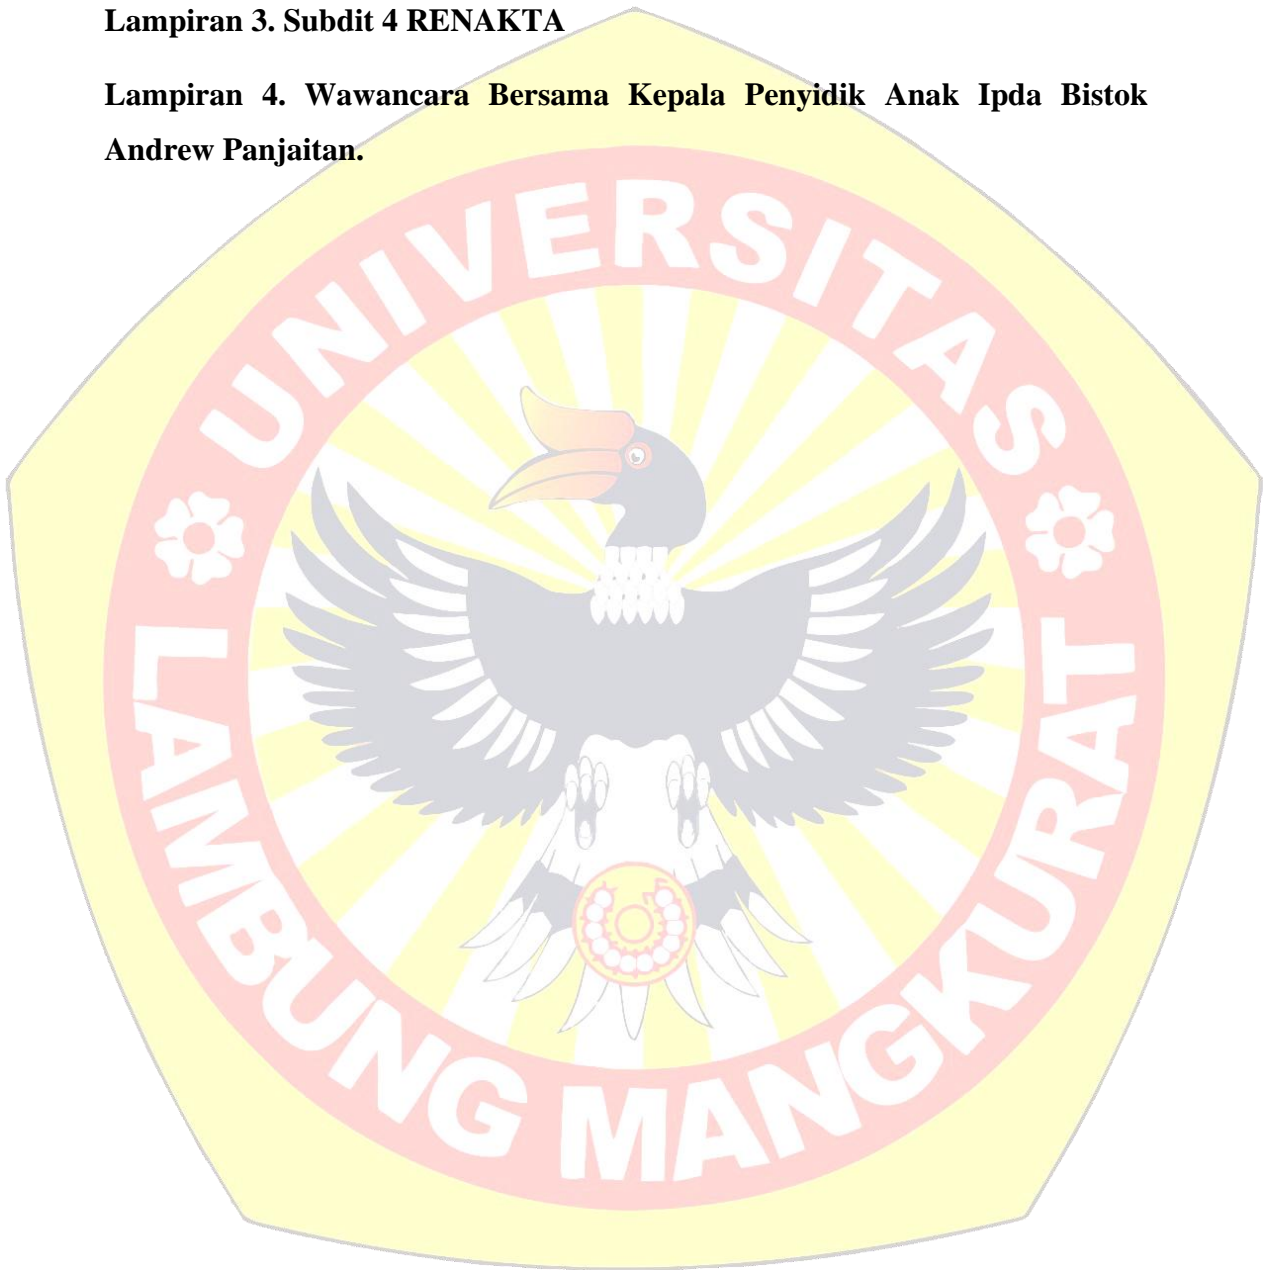 Lampiran 3. Subdit 4 RENAKTA
Lampiran 4. Wawancara Bersama Kepala Penyidik Anak Ipda Bistok
Andrew Panjaitan.
UNIVERSITAS
LAMBUNG MANGKURAT